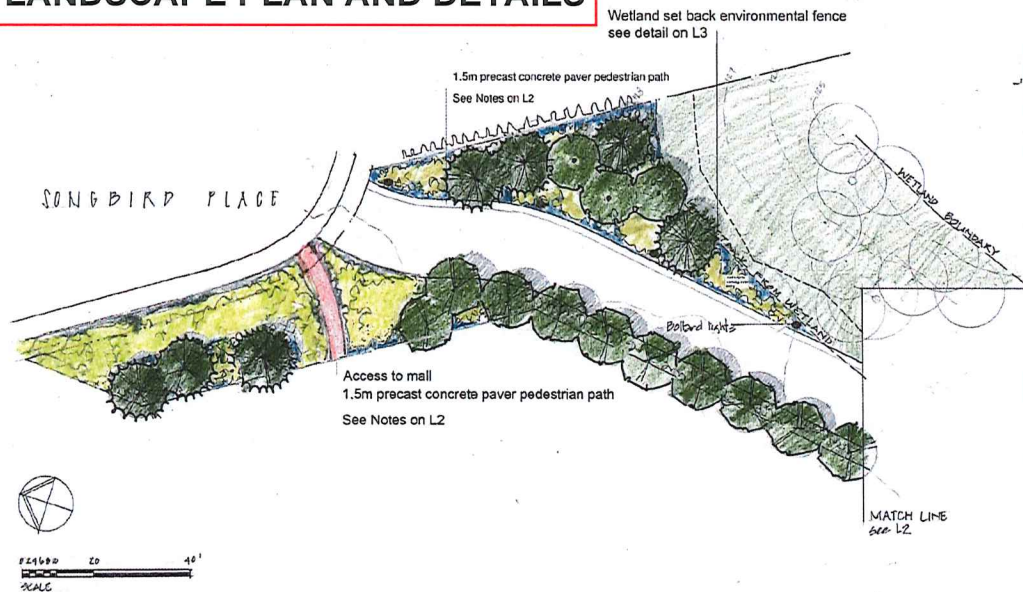 LANDSCAPE PLAN AND DETAILS
Wetland set back environmental fence
see detail on L3
1.5m precast concrete paver pedestrian path
See Notes on L2
SONGBIRD PLACE
WETLAND BOUNDARY
WETLAND
Bollard lights
Access to mall
1.5m precast concrete paver pedestrian path
See Notes on L2
MATCH LINE
see L2
20
40'
SCALE